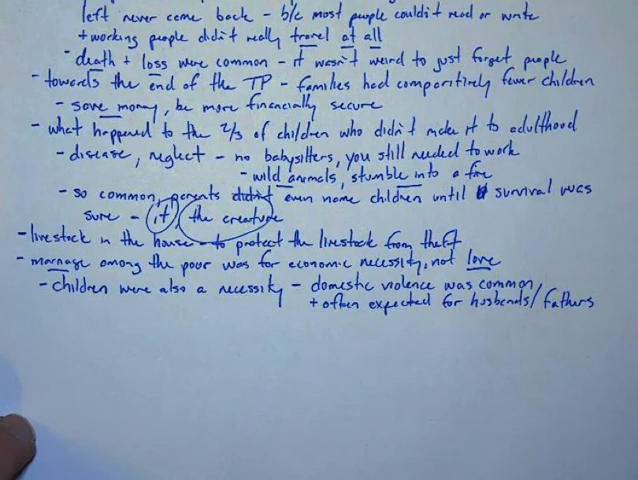 left never come back - b/c most people couldn't read or write
+ working people didn't really travel at all
- death + loss were common - it wasn't weird to just forget people
- towards the end of the TP - families had comparitively fewer children
- save money, be more financially secure
- what happened to the 2/3 of children who didn't make it to adulthood
- disease, neglect - no babysitters, you still needed to work
- wild animals, stumble into a fire
- so common, parents didn't even name children until survival was
sure - "it", the creature
- livestock in the house - to protect the livestock from theft
- marriage among the poor was for economic necessity, not love
- children were also a necessity - domestic violence was common,
+ often expected for husbands/fathers